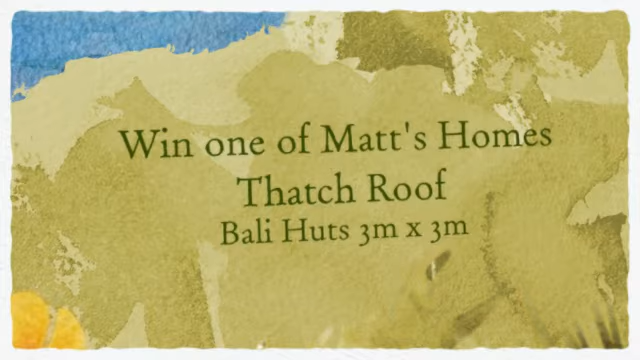 Win one of Matt's Homes
Thatch Roof
Bali Huts 3m x 3m